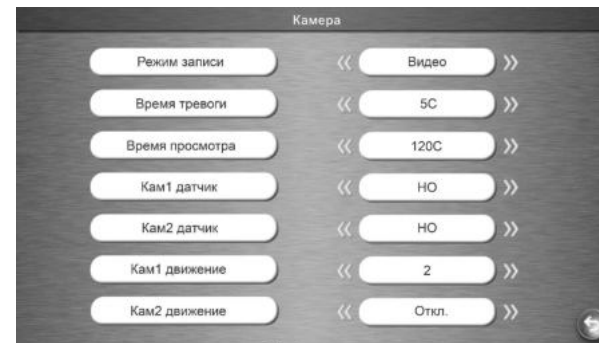 Камера
Режим записи Видео
Время тревоги 5С
Время просмотра 120С
Кам1 датчик НО
Кам2 датчик НО
Кам1 движение 2
Кам2 движение Откл.